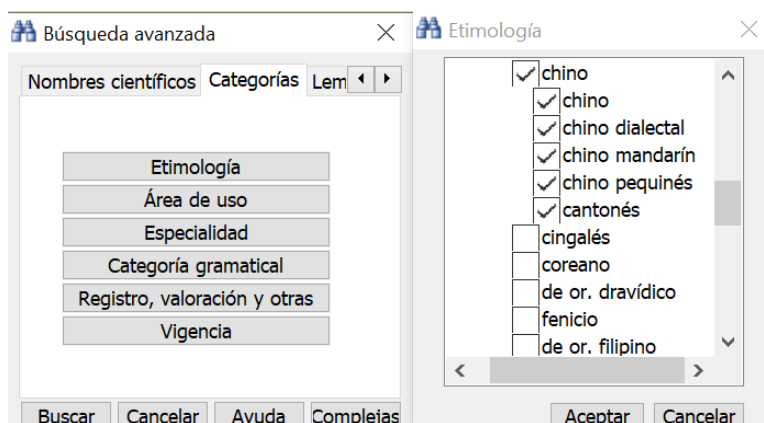 Búsqueda avanzada
Nombres científicos Categorías Lem
Etimología
Área de uso
Especialidad
Categoría gramatical
Registro, valoración y otras
Vigencia
Buscar Cancelar Ayuda Complejas
Etimología
chino
chino
chino dialectal
chino mandarín
chino pequinés
cantonés
cingalés
coreano
de or. dravídico
fenicio
de or. filipino
Aceptar Cancelar